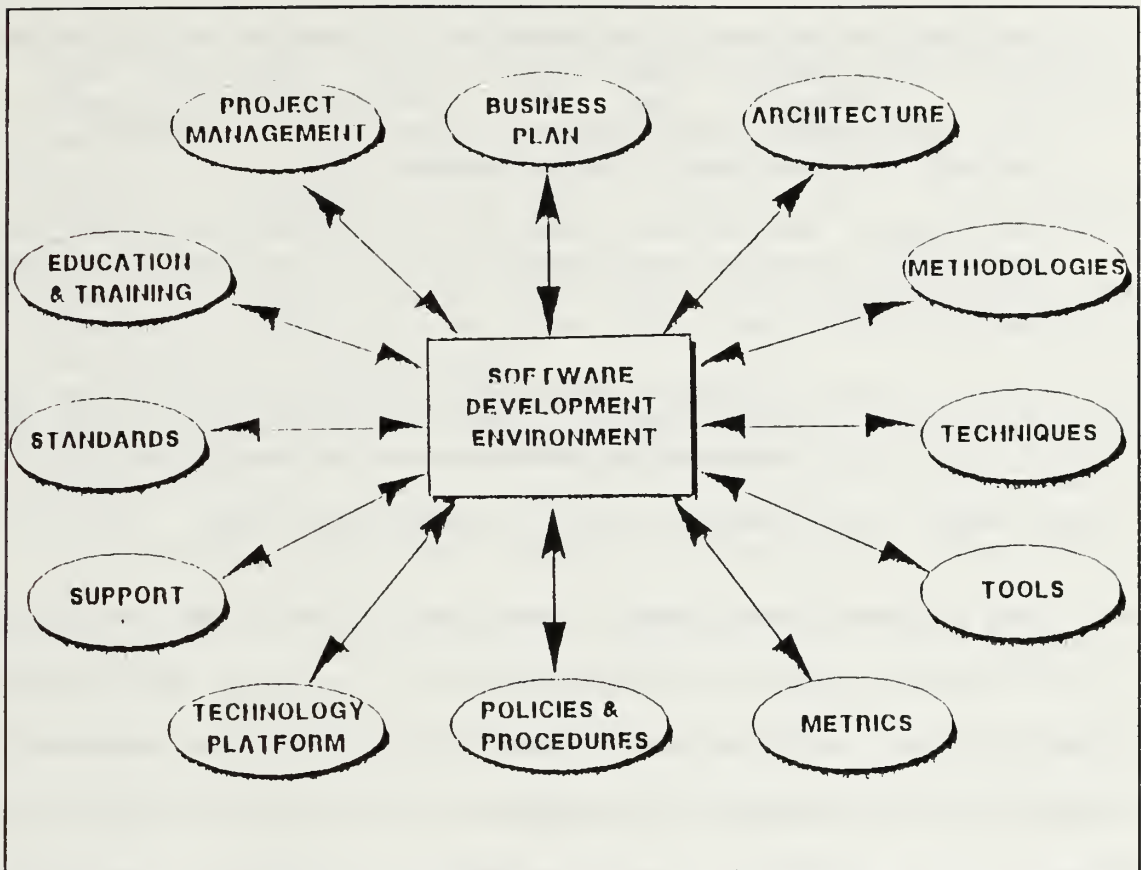 PROJECT
MANAGEMENT
BUSINESS
PLAN
ARCHITECTURE
EDUCATION
& TRAINING
METHODOLOGIES
SOFTWARE
DEVELOPMENT
ENVIRONMENT
STANDARDS
TECHNIQUES
SUPPORT
TOOLS
TECHNOLOGY
PLATFORM
POLICIES &
PROCEDURES
METRICS